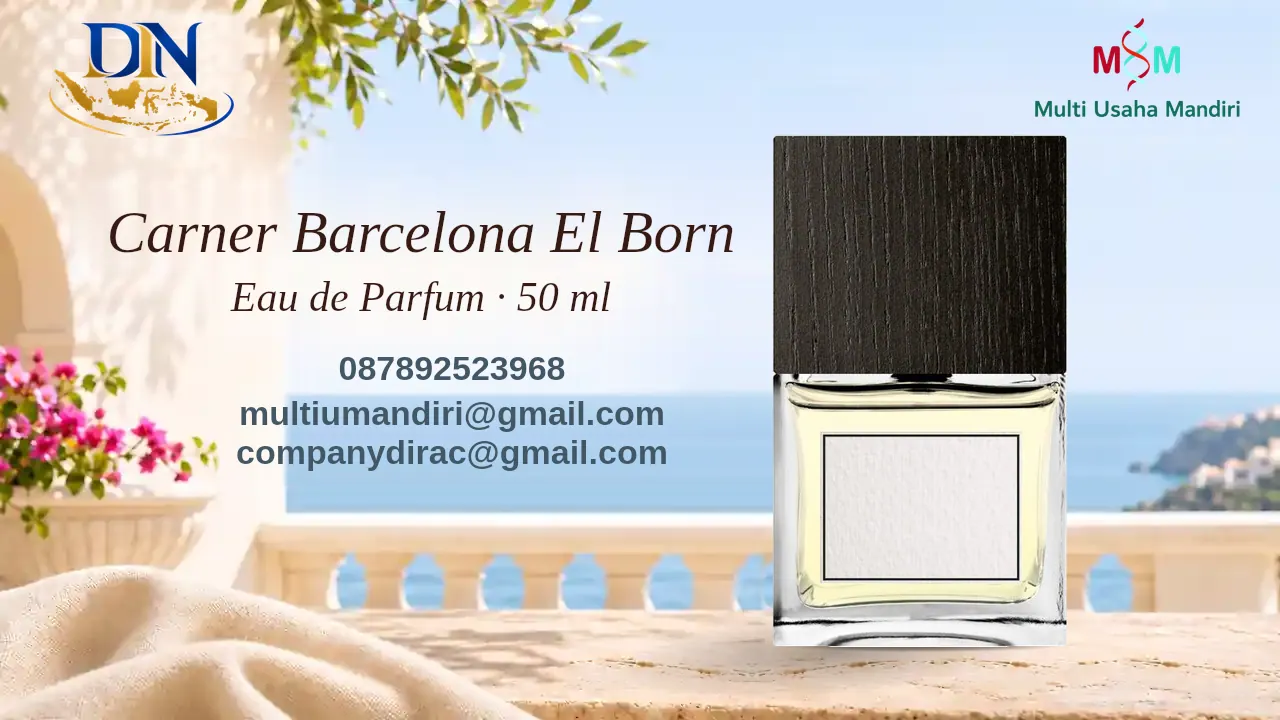 DIN
MSM
Multi Usaha Mandiri
Carner Barcelona El Born
Eau de Parfum · 50 ml
087892523968
multiumandiri@gmail.com
companydirac@gmail.com